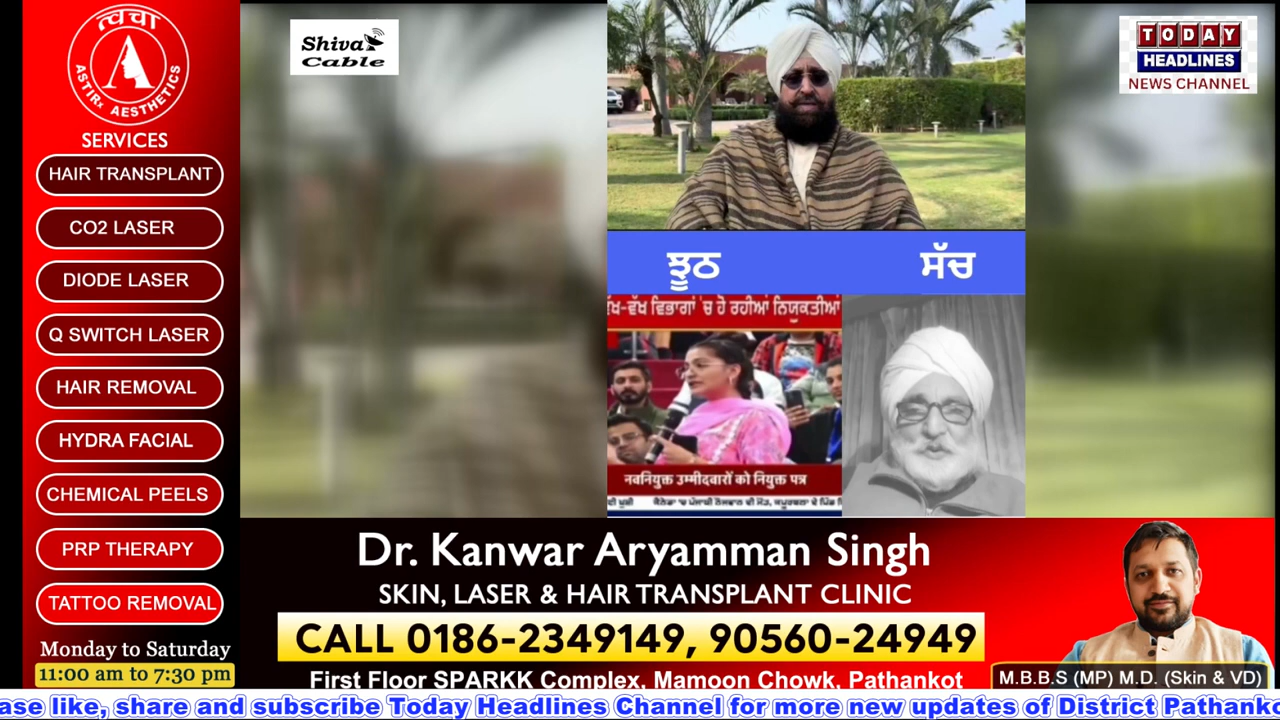 त्वचा
ASTIRx AESTHETICS
SERVICES
HAIR TRANSPLANT
CO2 LASER
DIODE LASER
Q SWITCH LASER
HAIR REMOVAL
HYDRA FACIAL
CHEMICAL PEELS
PRP THERAPY
TATTOO REMOVAL
Monday to Saturday
11:00 am to 7:30 pm
Shiva
Cable
TODAY
HEADLINES
NEWS CHANNEL
ਝੂਠ ਸੱਚ
ਵਿਭਾਗਾਂ 'ਚ ਹੋ ਰਹੀਆਂ ਨਿਯੁਕਤੀਆਂ
नवनियुक्त उम्मीदवारों को नियुक्त पत्र
Dr. Kanwar Aryamman Singh
SKIN, LASER & HAIR TRANSPLANT CLINIC
CALL 0186-2349149, 90560-24949
First Floor SPARKK Complex, Mamoon Chowk, Pathankot
M.B.B.S (MP) M.D. (Skin & VD)
ase like, share and subscribe Today Headlines Channel for more new updates of District Pathanko